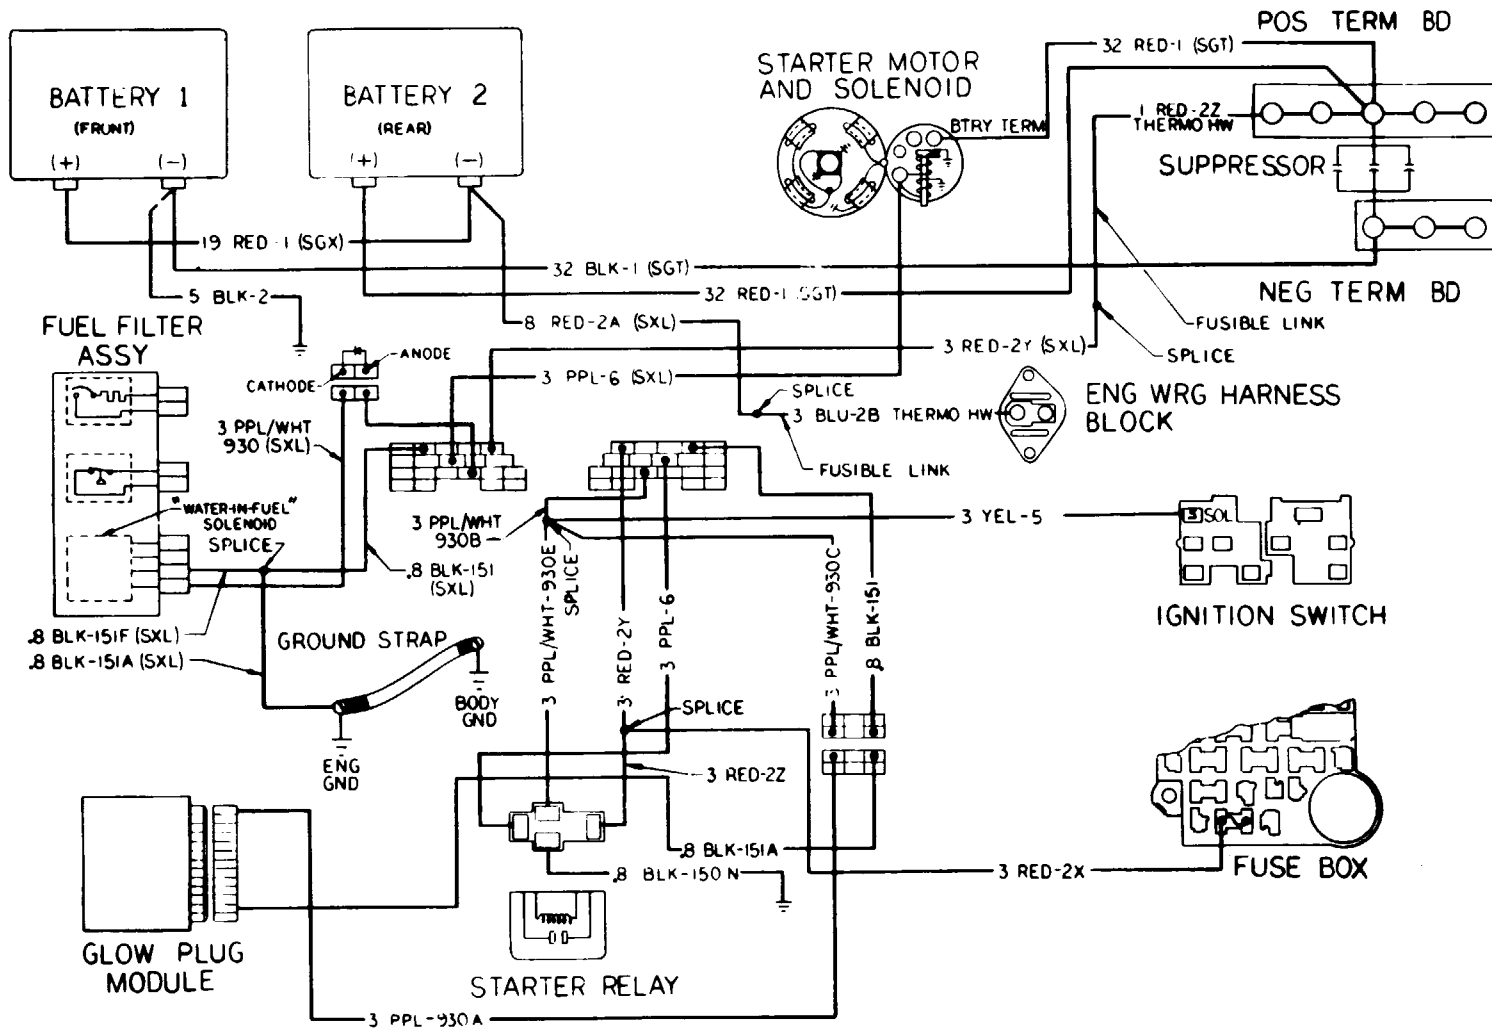 POS TERM BD
32 RED-1 (SGT)
BATTERY 1
(FRONT)
(+) (-)
BATTERY 2
(REAR)
(+) (-)
STARTER MOTOR
AND SOLENOID
BTRY TERM
1 RED-2Z
THERMO HW
SUPPRESSOR
19 RED-1 (SGX)
32 BLK-1 (SGT)
32 RED-1 (SGT)
5 BLK-2
NEG TERM BD
FUSIBLE LINK
SPLICE
.8 RED-2A (SXL)
3 RED-2Y (SXL)
FUEL FILTER
ASSY
ANODE
CATHODE
3 PPL-6 (SXL)
SPLICE
3 BLU-2B THERMO HW
FUSIBLE LINK
ENG WRG HARNESS
BLOCK
3 PPL/WHT
930 (SXL)
"WATER-IN-FUEL"
SOLENOID
SPLICE
3 PPL/WHT
930B
3 YEL-5
3 SOL
IGNITION SWITCH
.8 BLK-151
(SXL)
3 PPL/WHT-930E
SPLICE
3 RED-2Y
3 PPL-6
3 PPL/WHT-930C
.8 BLK-151
.8 BLK-151F (SXL)
.8 BLK-151A (SXL)
GROUND STRAP
BODY
GND
ENG
GND
SPLICE
3 RED-2Z
.8 BLK-151A
.8 BLK-150 N
3 RED-2X
FUSE BOX
GLOW PLUG
MODULE
STARTER RELAY
3 PPL-930A